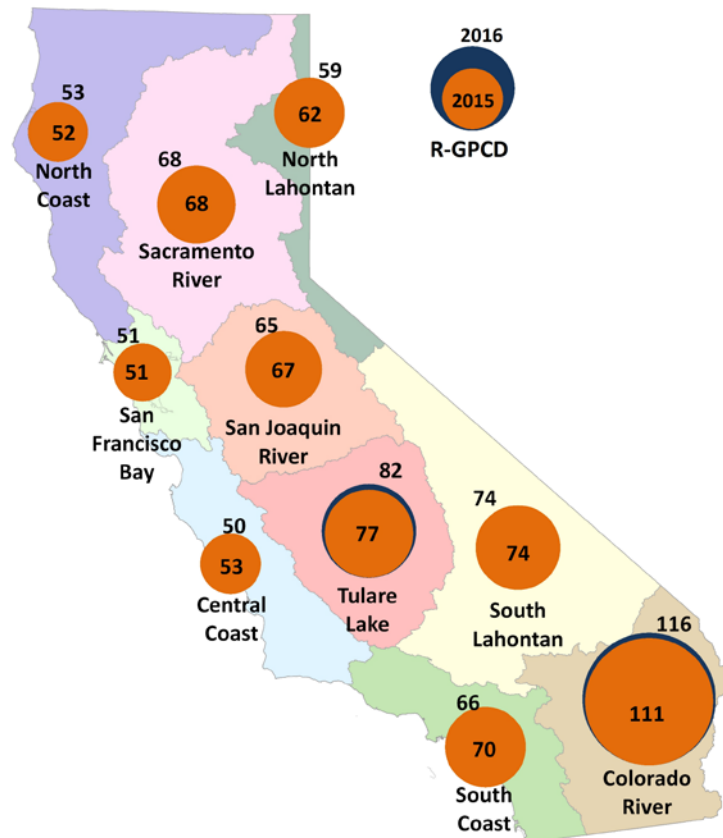 2016
2015
R-GPCD
53
52
North
Coast
59
62
North
Lahontan
68
68
Sacramento
River
51
51
San
Francisco
Bay
65
67
San Joaquin
River
82
77
Tulare
Lake
74
74
South
Lahontan
50
53
Central
Coast
116
111
Colorado
River
66
70
South
Coast